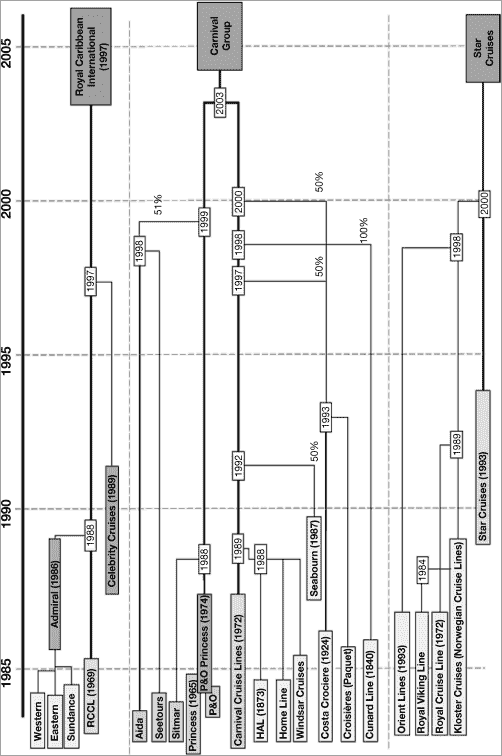 1985
1990
1995
2000
2005
Western
Eastern
Sundance
Admiral (1986)
1988
RCCL (1969)
1997
Royal Caribbean
International
(1997)
Celebrity Cruises (1989)
Aida
1998
51%
Seetours
Sitmar
Princess (1965)
1988
P&O Princess (1974)
P&O
1999
2003
Carnival
Group
Carnival Cruise Lines (1972)
1989
1992
1997
1998
2000
HAL (1873)
1988
Home Line
Windsar Cruises
Seabourn (1987)
50%
Costa Crociere (1924)
1993
50%
50%
Croisières (Paquet)
Cunard Line (1840)
100%
Orient Lines (1993)
Royal Viking Line
1984
Royal Cruise Line (1972)
Kloster Cruises (Norwegian Cruise Lines)
1989
1998
Star Cruises (1993)
2000
Star
Cruises